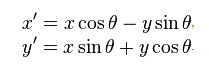 x′ = x cos θ − y sin θ.
y′ = x sin θ + y cos θ.